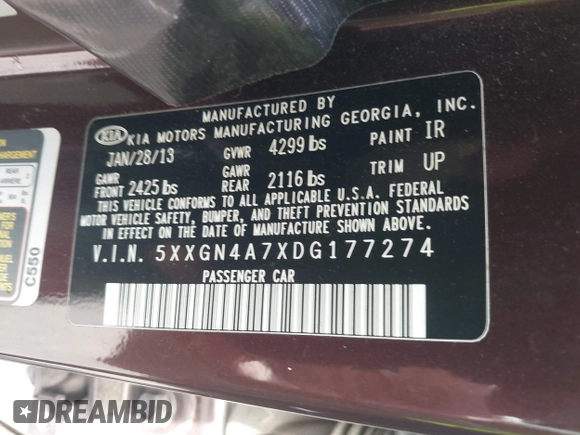 MANUFACTURED BY
KIA KIA MOTORS MANUFACTURING GEORGIA, INC.
JAN/28/13 GVWR 4299 lbs PAINT IR
GAWR FRONT 2425 lbs GAWR REAR 2116 lbs TRIM UP
THIS VEHICLE CONFORMS TO ALL APPLICABLE U.S.A. FEDERAL
MOTOR VEHICLE SAFETY, BUMPER, AND THEFT PREVENTION STANDARDS
IN EFFECT ON THE DATE OF MANUFACTURE SHOWN ABOVE.
V.I.N. 5XXGN4A7XDG177274
PASSENGER CAR
C550
REAR
DREAMBID